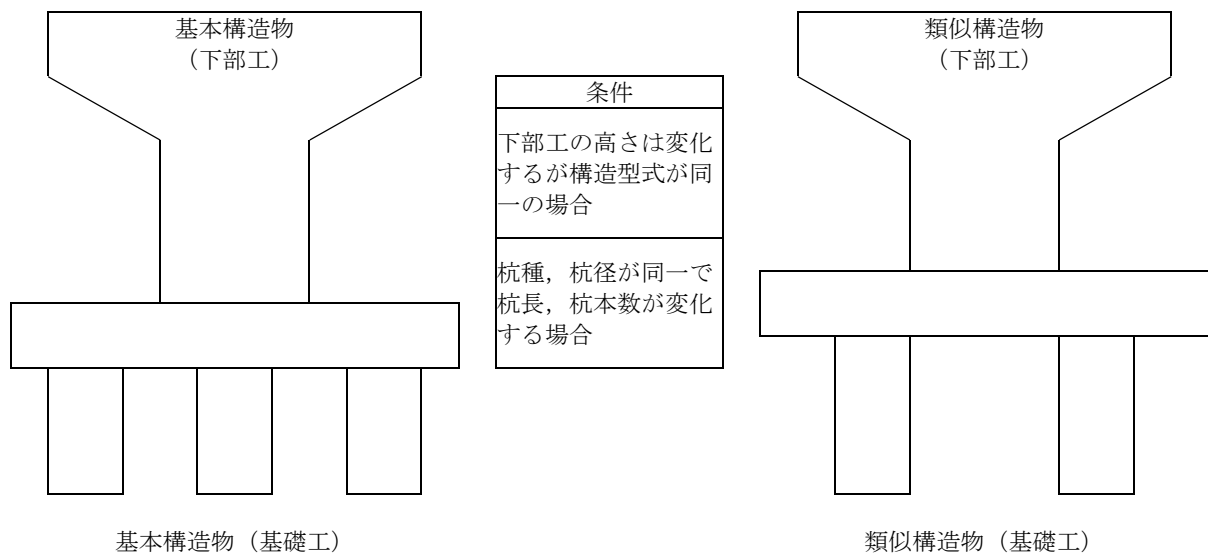 基本構造物
（下部工）
条件
下部工の高さは変化
するが構造型式が同
一の場合
杭種，杭径が同一で
杭長，杭本数が変化
する場合
類似構造物
（下部工）
基本構造物（基礎工）
類似構造物（基礎工）